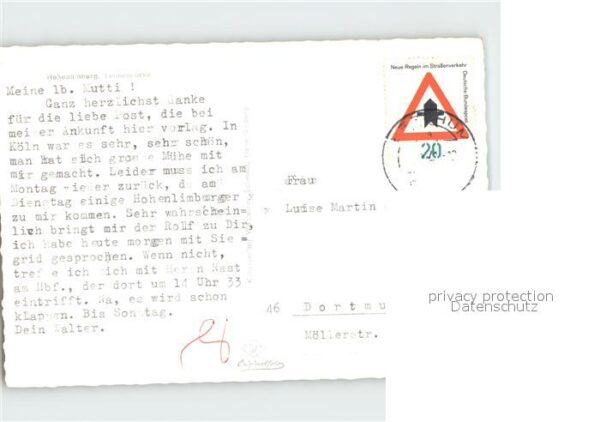 Hohenlimburg,
Meine lb. Mutti !
Ganz herzlichst danke
für die liebe Post, die bei
meiner Ankunft hier vorlag. In
Köln war es sehr, sehr schön,
man hat sich grosse Mühe mit
mir gemacht. Leider muss ich am
Montag wieder zurück, da am
Dienstag einige Hohenlimburger
zu mir kommen. Sehr wahrschein-
lich bringt mir der Rolf zu Dir,
ich habe heute morgen mit Sie =
grid gesprochen. Wenn nicht,
treffe ich mich mit Herrn Nast
am Hbf., der dort um 14 Uhr 33
eintrifft. Na, es wird schon
klappen. Bis Sonntag.
Dein Walter.
Neue Regeln im Straßenverkehr
Deutsche Bundespost
20
Frau
Luise Martin
46 Dortmu
Möllerstr.
privacy protection
Datenschutz